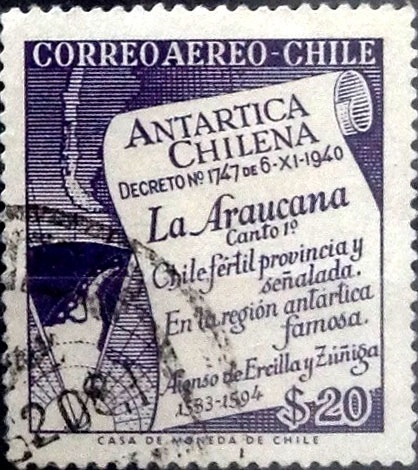 CORREO AEREO - CHILE
ANTARTICA
CHILENA
DECRETO Nº 1747 DE 6-XI-1940
La Araucana
Canto 1º
Chile fértil provincia y
señalada.
En la región antártica
famosa.
Alonso de Ercilla y Zúñiga
1533-1594
$20
CASA DE MONEDA DE CHILE